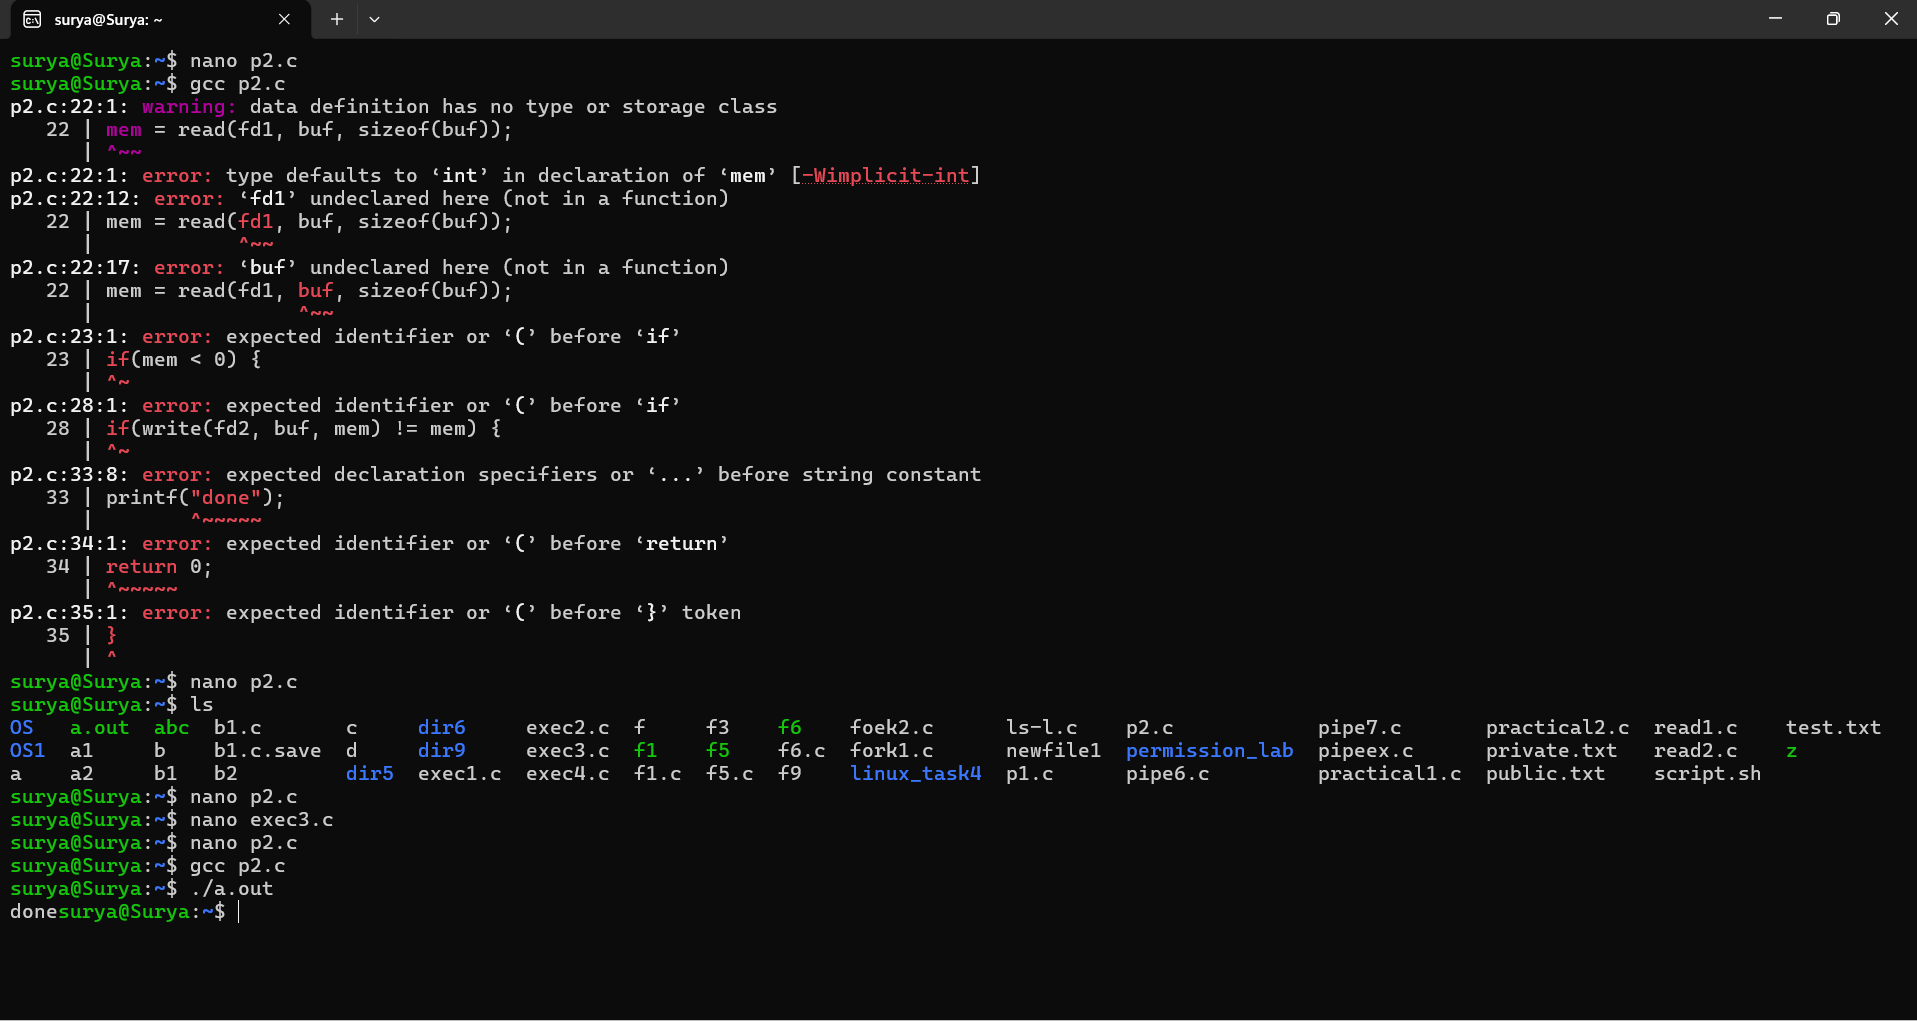 surya@Surya: ~
surya@Surya:~$ nano p2.c
surya@Surya:~$ gcc p2.c
p2.c:22:1: warning: data definition has no type or storage class
   22 | mem = read(fd1, buf, sizeof(buf));
      | ^~~
p2.c:22:1: error: type defaults to ‘int’ in declaration of ‘mem’ [-Wimplicit-int]
p2.c:22:12: error: ‘fd1’ undeclared here (not in a function)
   22 | mem = read(fd1, buf, sizeof(buf));
      |            ^~~
p2.c:22:17: error: ‘buf’ undeclared here (not in a function)
   22 | mem = read(fd1, buf, sizeof(buf));
      |                 ^~~
p2.c:23:1: error: expected identifier or ‘(’ before ‘if’
   23 | if(mem < 0) {
      | ^~
p2.c:28:1: error: expected identifier or ‘(’ before ‘if’
   28 | if(write(fd2, buf, mem) != mem) {
      | ^~
p2.c:33:8: error: expected declaration specifiers or ‘...’ before string constant
   33 | printf("done");
      |        ^~~~~~
p2.c:34:1: error: expected identifier or ‘(’ before ‘return’
   34 | return 0;
      | ^~~~~~
p2.c:35:1: error: expected identifier or ‘(’ before ‘}’ token
   35 | }
      | ^
surya@Surya:~$ nano p2.c
surya@Surya:~$ ls
OS   a.out  abc  b1.c       c     dir6     exec2.c  f     f3    f6    foek2.c      ls-l.c    p2.c            pipe7.c      practical2.c  read1.c    test.txt
OS1  a1     b    b1.c.save  d     dir9     exec3.c  f1    f5    f6.c  fork1.c      newfile1  permission_lab  pipeex.c     private.txt   read2.c    z
a    a2     b1   b2         dir5  exec1.c  exec4.c  f1.c  f5.c  f9    linux_task4  p1.c      pipe6.c         practical1.c  public.txt    script.sh
surya@Surya:~$ nano p2.c
surya@Surya:~$ nano exec3.c
surya@Surya:~$ nano p2.c
surya@Surya:~$ gcc p2.c
surya@Surya:~$ ./a.out
donesurya@Surya:~$